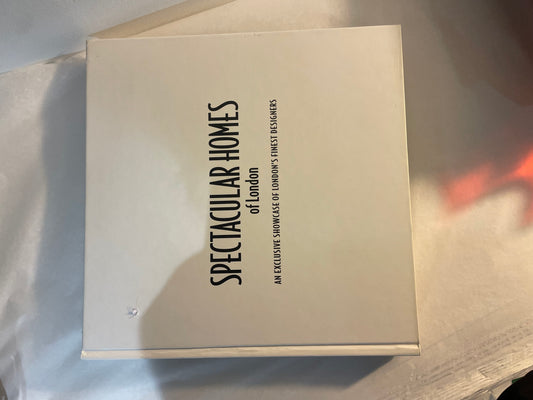 SPECTACULAR HOMES
of London
AN EXCLUSIVE SHOWCASE OF LONDON'S FINEST DESIGNERS